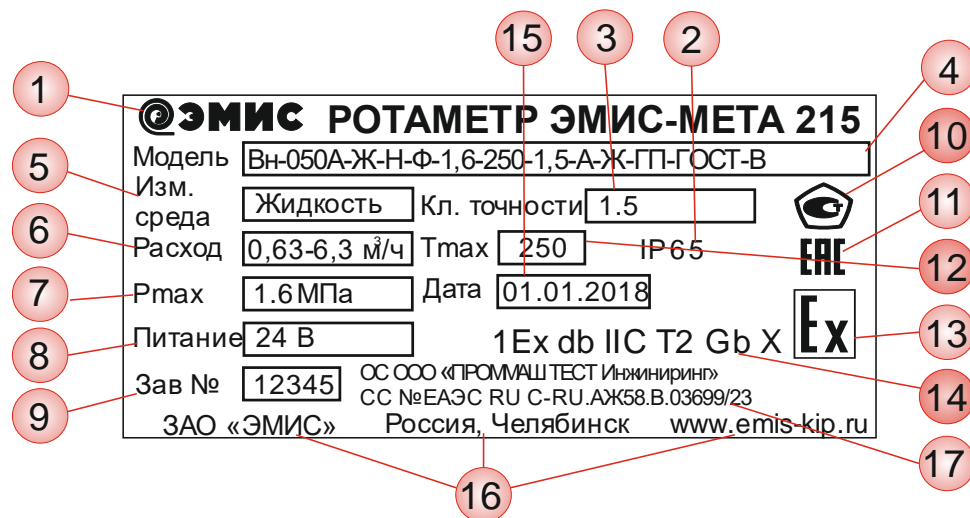 15 3 2
1 4
ЭМИС РОТАМЕТР ЭМИС-МЕТА 215
Модель Вн-050А-Ж-Н-Ф-1,6-250-1,5-А-Ж-ГП-ГОСТ-В
5 10
Изм. среда Жидкость Кл. точности 1.5
11
6 Расход 0,63-6,3 м³/ч Tmax 250 IP65 EAC
12
7 Pmax 1.6МПа Дата 01.01.2018
8 Питание 24 В 1Ex db IIC T2 Gb X Ex 13
ОС ООО «ПРОММАШ ТЕСТ Инжиниринг»
14
9 Зав № 12345
СС №ЕАЭС RU С-RU.АЖ58.В.03699/23
ЗАО «ЭМИС» Россия, Челябинск www.emis-kip.ru
17
16